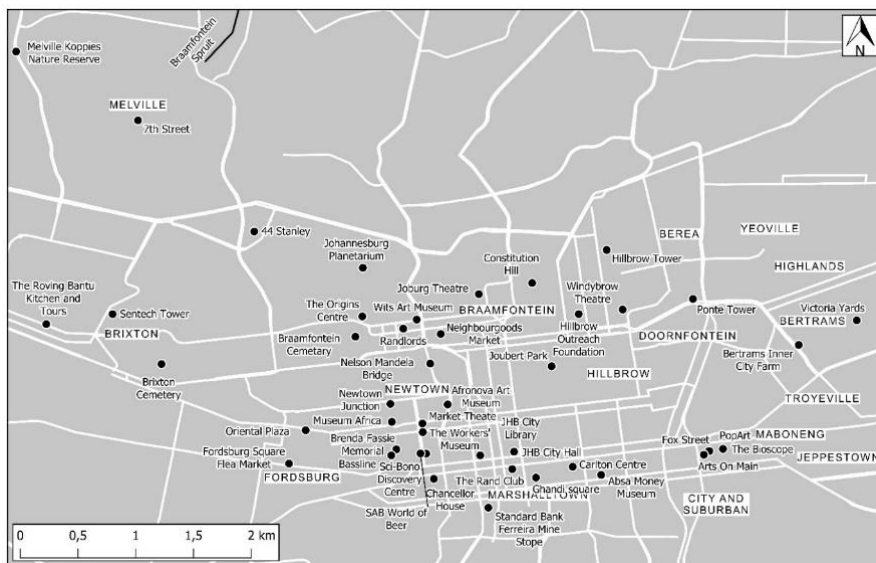 Melville Koppies
Nature Reserve
Braamfontein
Spruit
N
MELVILLE
7th Street
44 Stanley
Johannesburg
Planetarium
Constitution
Hill
Hillbrow Tower
BEREA
YEOVILLE
HIGHLANDS
The Roving Bantu
Kitchen and
Tours
Sentech Tower
BRIXTON
The Origins
Centre
Wits Art Museum
Joburg Theatre
BRAAMFONTEIN
Windybrow
Theatre
Ponte Tower
Victoria Yards
BERTRAMS
Braamfontein
Cemetary
Randlords
Neighbourgoods
Market
Hillbrow
Outreach
Foundation
DOORNFONTEIN
Bertrams Inner
City Farm
Brixton
Cemetery
Nelson Mandela
Bridge
Joubert Park
HILLBROW
TROYEVILLE
NEWTOWN
Newtown
Junction
Afronova Art
Museum
Museum Africa
Market Theate
JHB City
Library
Oriental Plaza
Brenda Fassie
Memorial
The Workers'
Museum
JHB City Hall
Fox Street
PopArt
MABONENG
The Bioscope
JEPPESTOWN
Fordsburg Square
Flea Market
Bassline
FORDSBURG
Sci-Bono
Discovery
Centre
The Rand Club
Carlton Centre
Arts On Main
Chancellor
House
MARSHALLTOWN
Ghandi square
Absa Money
Museum
CITY AND
SUBURBAN
SAB World of
Beer
Standard Bank
Ferreira Mine
Stope
0 0,5 1 2 km